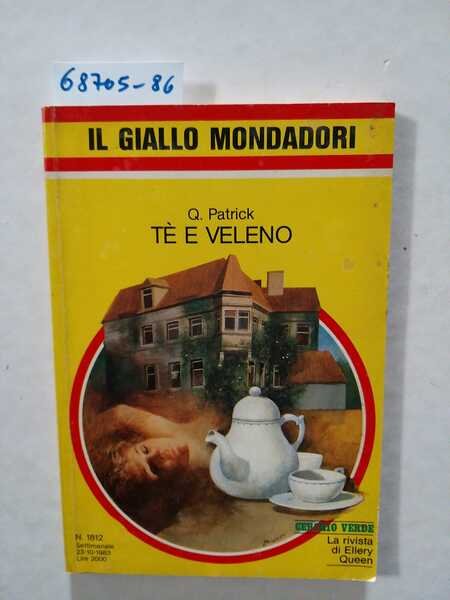 68705-86
IL GIALLO MONDADORI
Q. Patrick
TÈ E VELENO
N. 1812
Settimanale
23-10-1983
Lire 2000
CERCHIO VERDE
La rivista
di Ellery
Queen